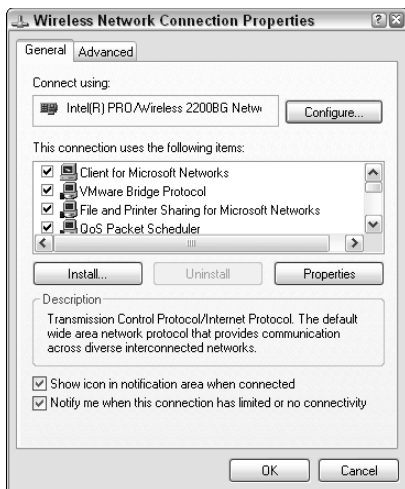 Wireless Network Connection Properties
General Advanced
Connect using:
Intel(R) PRO/Wireless 2200BG Netw
Configure...
This connection uses the following items:
Client for Microsoft Networks
VMware Bridge Protocol
File and Printer Sharing for Microsoft Networks
QoS Packet Scheduler
Install... Uninstall Properties
Description
Transmission Control Protocol/Internet Protocol. The default
wide area network protocol that provides communication
across diverse interconnected networks.
Show icon in notification area when connected
Notify me when this connection has limited or no connectivity
OK Cancel